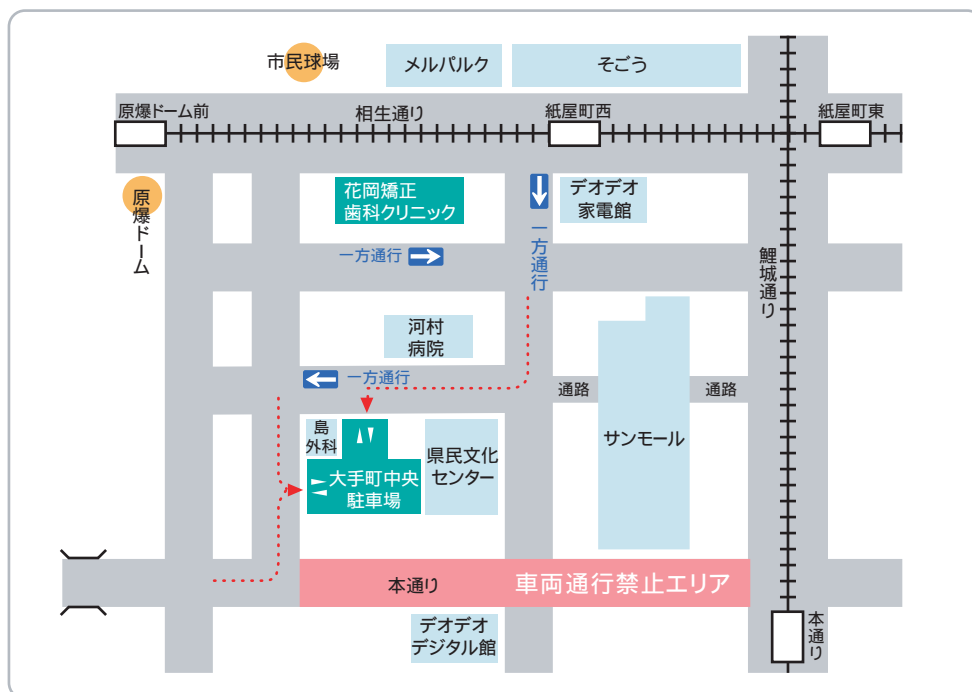 市民球場
メルパルク
そごう
原爆ドーム前
相生通り
紙屋町西
紙屋町東
原爆ドーム
花岡矯正
歯科クリニック
一方通行
デオデオ
家電館
一方通行
鯉城通り
河村
病院
一方通行
通路
通路
島
外科
大手町中央
駐車場
県民文化
センター
サンモール
本通り
車両通行禁止エリア
デオデオ
デジタル館
本通り